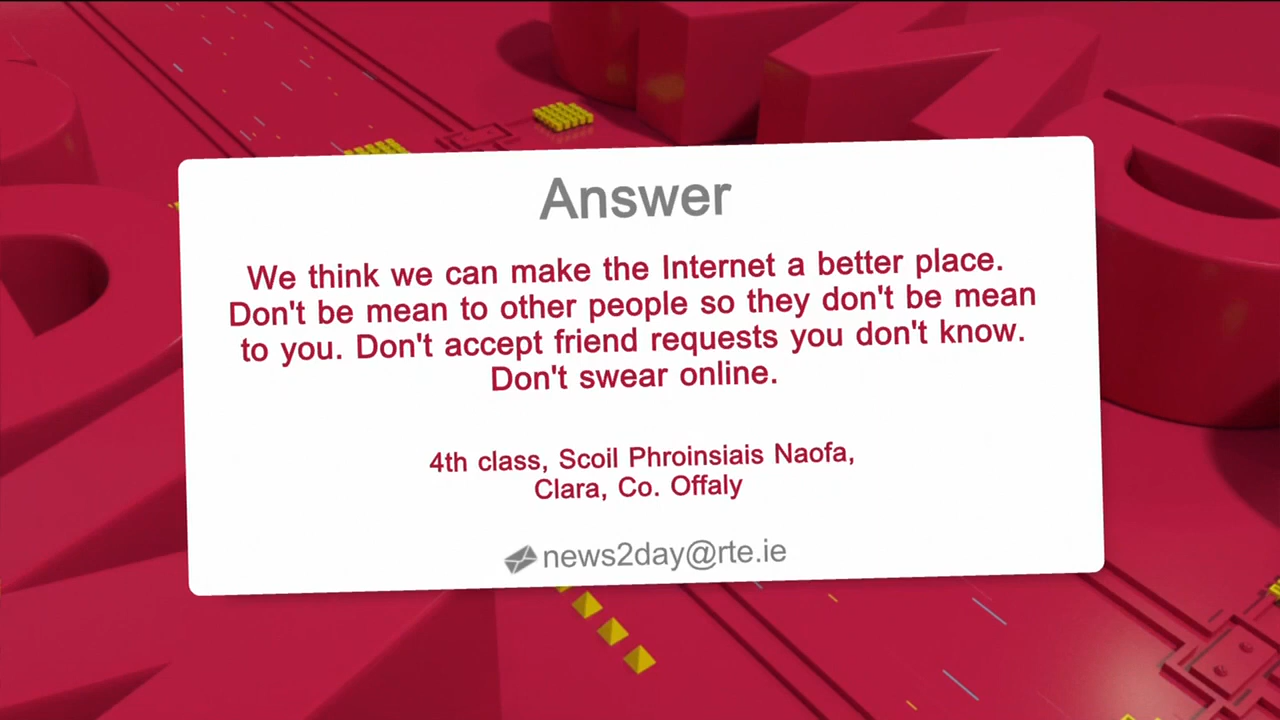 Answer
We think we can make the Internet a better place.
Don't be mean to other people so they don't be mean
to you. Don't accept friend requests you don't know.
Don't swear online.
4th class, Scoil Phroinsiais Naofa,
Clara, Co. Offaly
news2day@rte.ie